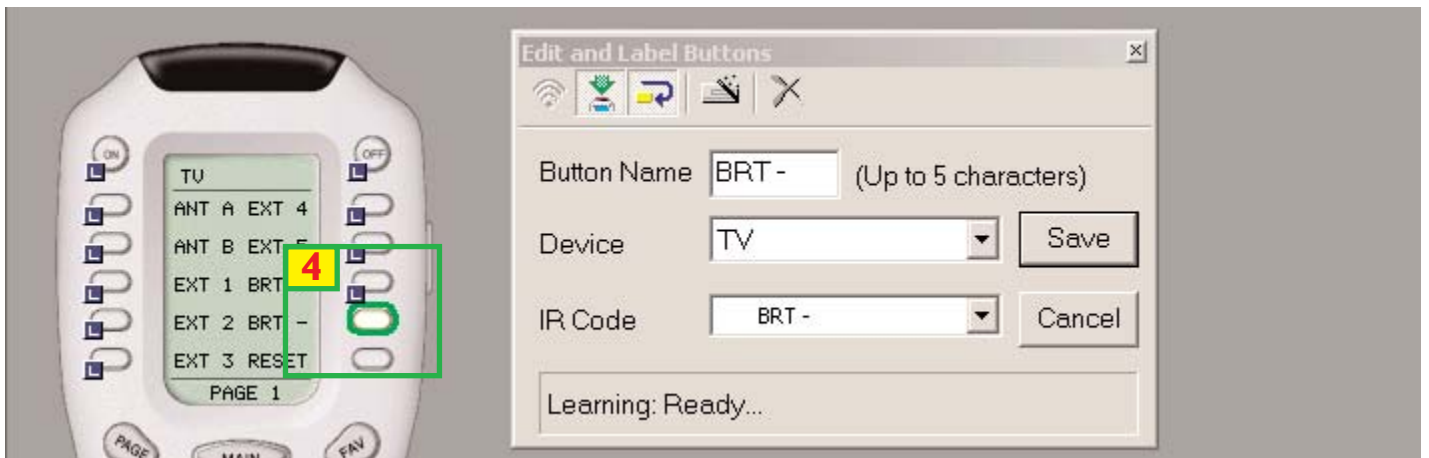 Edit and Label Buttons
ON
OFF
TV
ANT A EXT 4
ANT B EXT 5
4
EXT 1 BRT
EXT 2 BRT -
EXT 3 RESET
PAGE 1
PAGE
MAIN
FAV
L
L
L
L
L
L
L
L
L
L
Button Name BRT - (Up to 5 characters)
Device TV Save
IR Code BRT - Cancel
Learning: Ready...